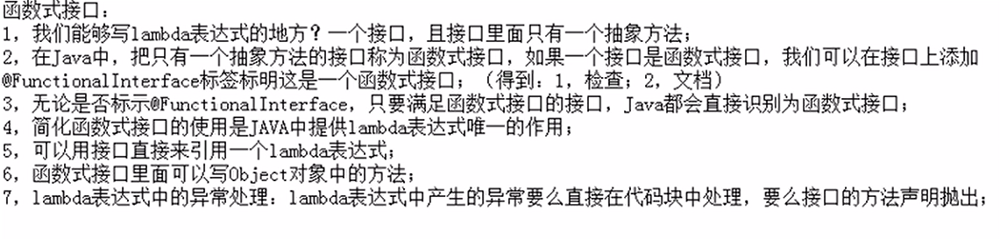 函数式接口：
1，我们能够写lambda表达式的地方？一个接口，且接口里面只有一个抽象方法；
2，在Java中，把只有一个抽象方法的接口称为函数式接口，如果一个接口是函数式接口，我们可以在接口上添加
@FunctionalInterface标签标明这是一个函数式接口；（得到：1，检查；2，文档）
3，无论是否标示@FunctionalInterface，只要满足函数式接口的接口，Java都会直接识别为函数式接口；
4，简化函数式接口的使用是JAVA中提供lambda表达式唯一的作用；
5，可以用接口直接来引用一个lambda表达式；
6，函数式接口里面可以写Object对象中的方法；
7，lambda表达式中的异常处理：lambda表达式中产生的异常要么直接在代码块中处理，要么接口的方法声明抛出；